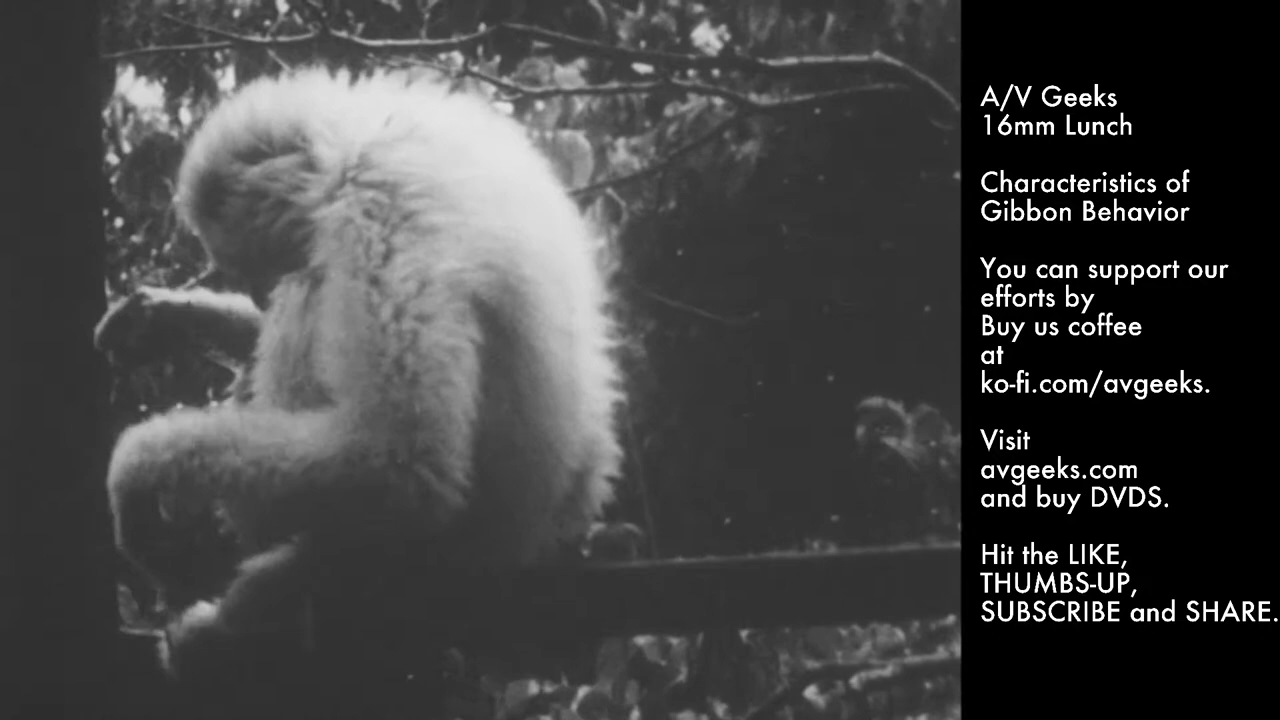 A/V Geeks
16mm Lunch
Characteristics of
Gibbon Behavior
You can support our
efforts by
Buy us coffee
at
ko-fi.com/avgeeks.
Visit
avgeeks.com
and buy DVDS.
Hit the LIKE,
THUMBS-UP,
SUBSCRIBE and SHARE.